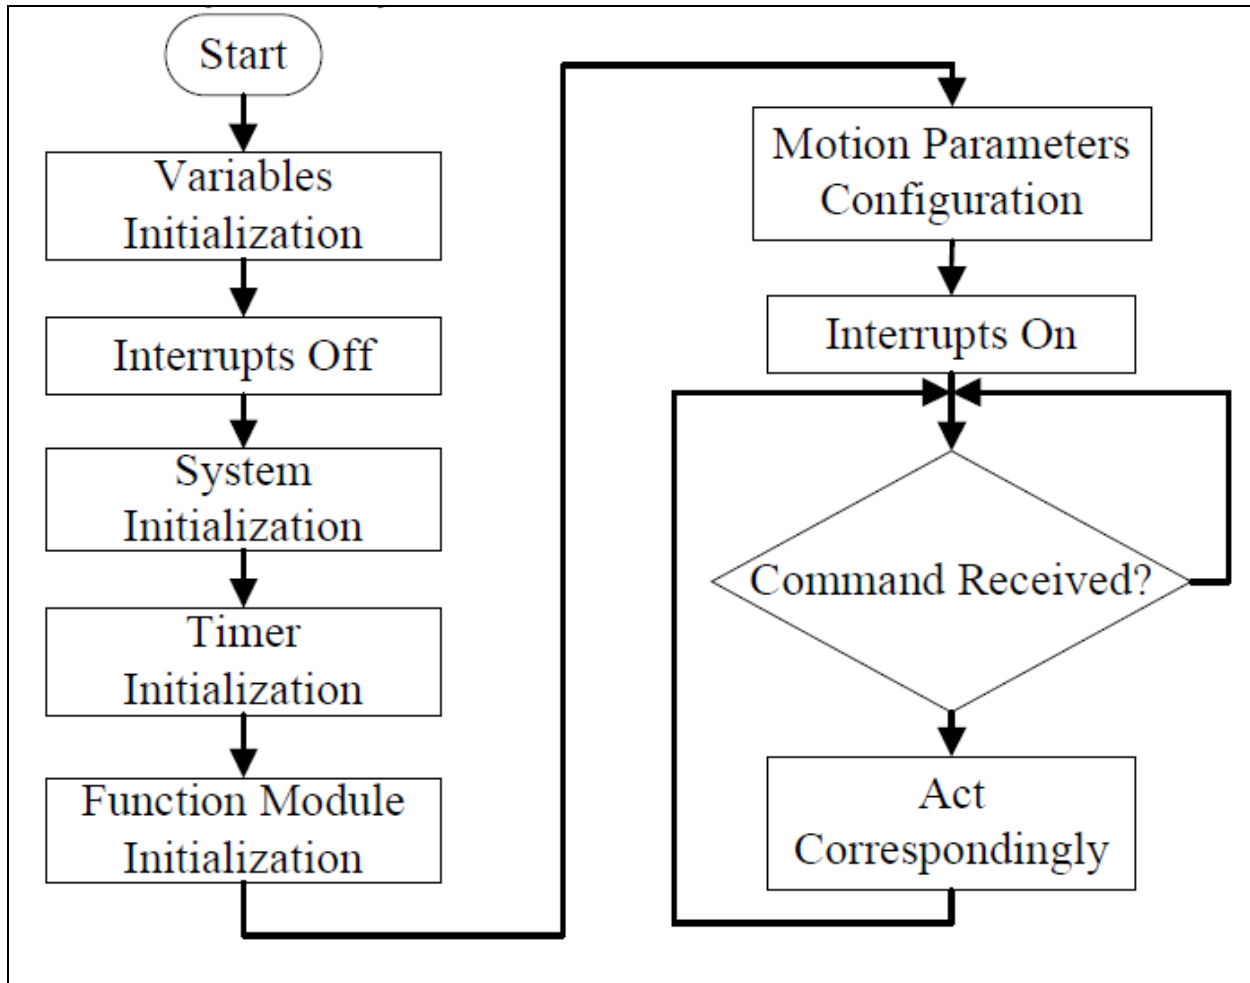 Start
Variables
Initialization
Interrupts Off
System
Initialization
Timer
Initialization
Function Module
Initialization
Motion Parameters
Configuration
Interrupts On
Command Received?
Act
Correspondingly